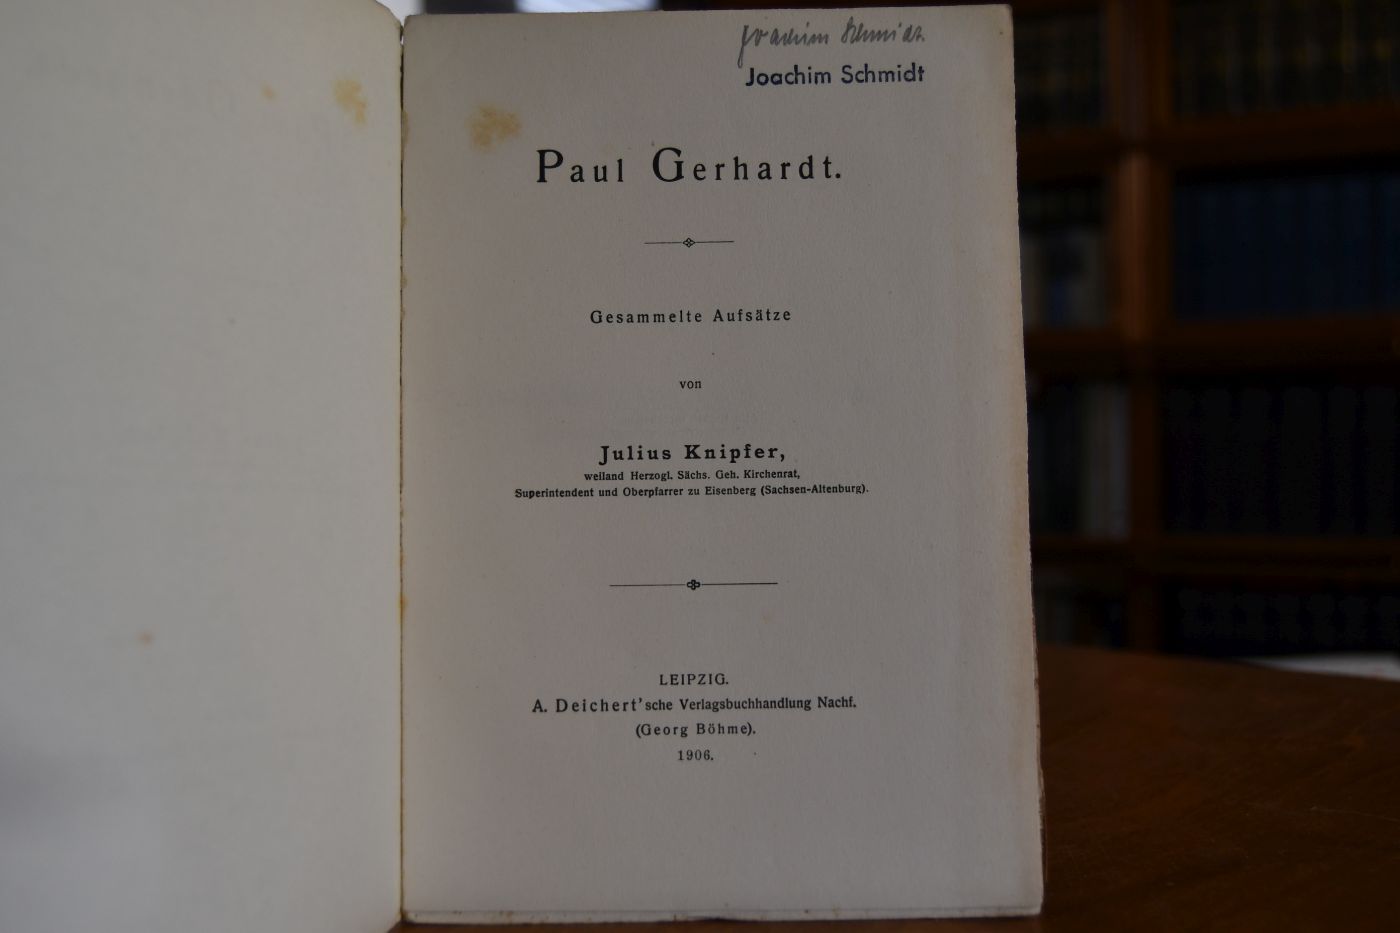 Joachim Schmidt.
Joachim Schmidt
Paul Gerhardt.
Gesammelte Aufsätze
von
Julius Knipfer,
weiland Herzogl. Sächs. Geh. Kirchenrat,
Superintendent und Oberpfarrer zu Eisenberg (Sachsen-Altenburg).
LEIPZIG.
A. Deichert'sche Verlagsbuchhandlung Nachf.
(Georg Böhme).
1906.